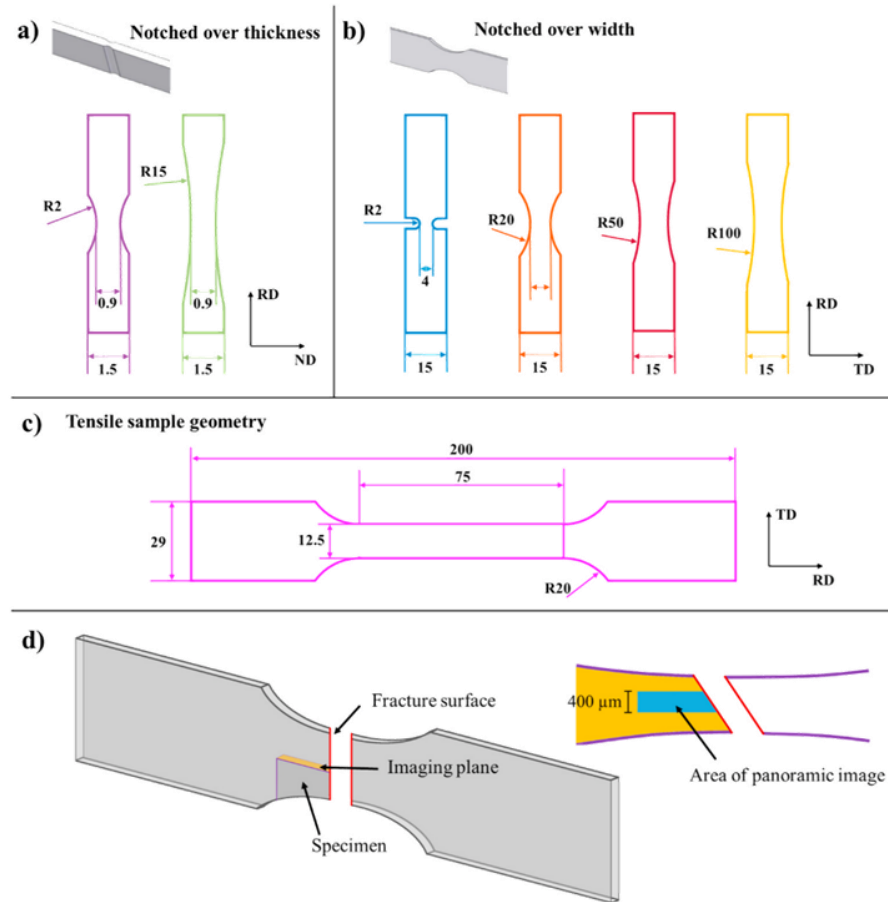 a)
Notched over thickness
R2
R15
0.9
0.9
1.5
1.5
RD
ND
b)
Notched over width
R2
R20
R50
R100
4
15
15
15
15
RD
TD
c)
Tensile sample geometry
200
75
29
12.5
R20
TD
RD
d)
Fracture surface
Imaging plane
Specimen
400 µm
Area of panoramic image